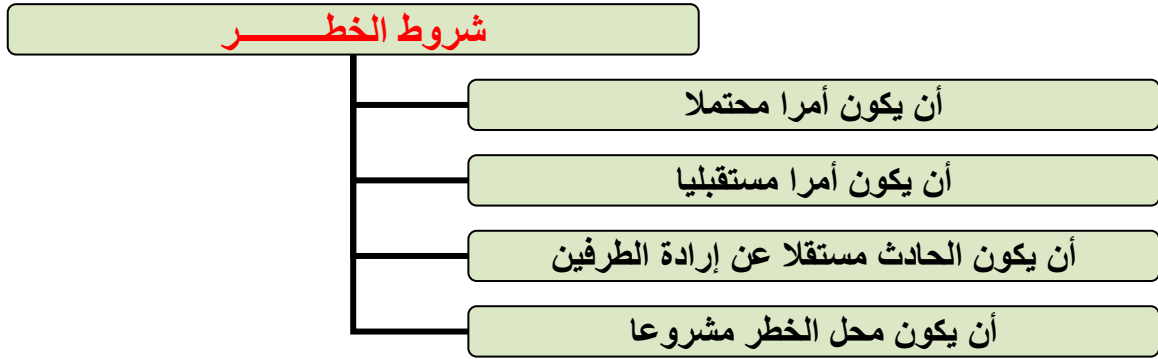 شروط الخطـــــــــر
أن يكون أمرا محتملا
أن يكون أمرا مستقبليا
أن يكون الحادث مستقلا عن إرادة الطرفين
أن يكون محل الخطر مشروعا